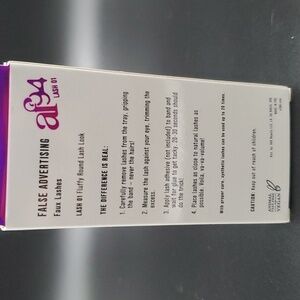 FALSE ADVERTISING
Faux Lashes
af94
LASH 01
LASH 01 Fluffy Round Lash Look
THE DIFFERENCE IS REAL:
1. Carefully remove lashes from the tray, gripping
the band – never the hairs!
2. Measure the lash against your eye, trimming the
excess.
3. Apply lash adhesive (not included) to band and
wait for glue to get tacky, 20-30 seconds should
do the trick!
4. Place lashes as close to natural lashes as
possible. Voilà, va-va-volume!
With proper care, synthetic lashes can be used up to 20 times.
CAUTION: Keep out of reach of children.
VEGAN